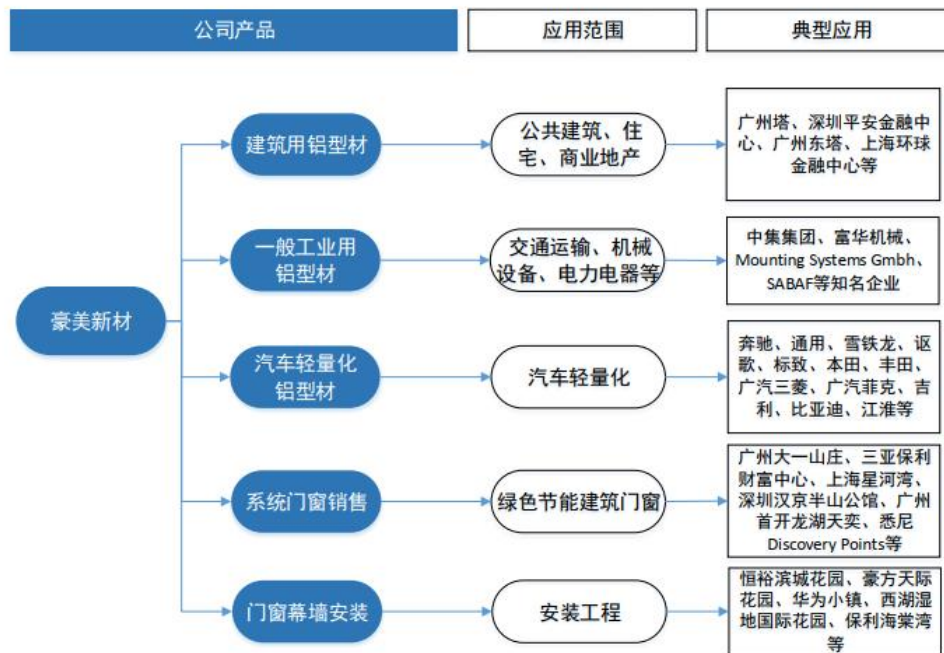 公司产品
应用范围
典型应用
豪美新材
建筑用铝型材
公共建筑、住
宅、商业地产
广州塔、深圳平安金融中
心、广州东塔、上海环球
金融中心等
一般工业用
铝型材
交通运输、机械
设备、电力电器等
中集集团、富华机械、
Mounting Systems Gmbh、
SABAF等知名企业
汽车轻量化
铝型材
汽车轻量化
奔驰、通用、雪铁龙、讴
歌、标致、本田、丰田、
广汽三菱、广汽菲克、吉
利、比亚迪、江淮等
系统门窗销售
绿色节能建筑门窗
广州大一山庄、三亚保利
财富中心、上海星河湾、
深圳汉京半山公馆、广州
首开龙湖天奕、悉尼
Discovery Points等
门窗幕墙安装
安装工程
恒裕滨城花园、豪方天际
花园、华为小镇、西湖湿
地国际花园、保利海棠湾
等